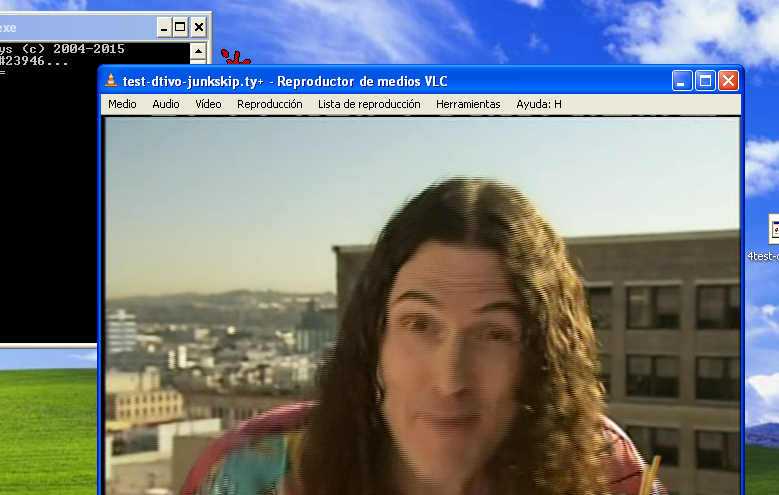 exe
ys (c) 2004-2015
#23946...
=
test-dtivo-junkskip.ty+ - Reproductor de medios VLC
Medio Audio Vídeo Reproducción Lista de reproducción Herramientas Ayuda: H
4test-d